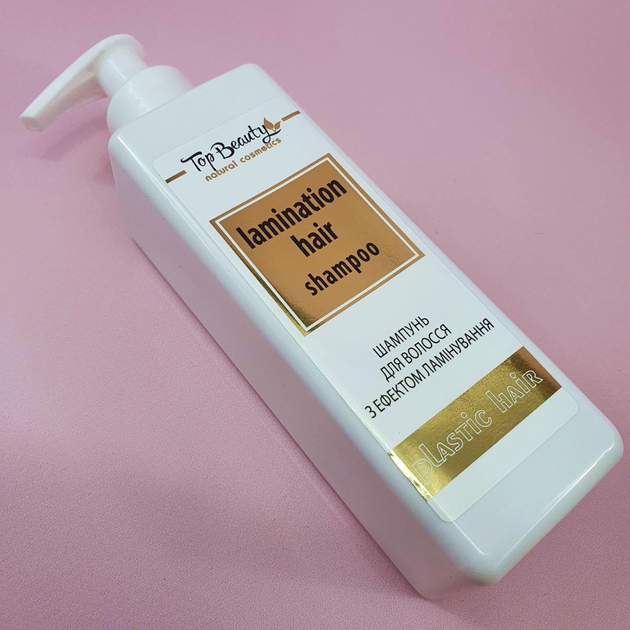 Top Beauty
natural cosmetics
lamination
hair
shampoo
ШАМПУНЬ
ДЛЯ ВОЛОССЯ
З ЕФЕКТОМ ЛАМІНУВАННЯ
plastic hair